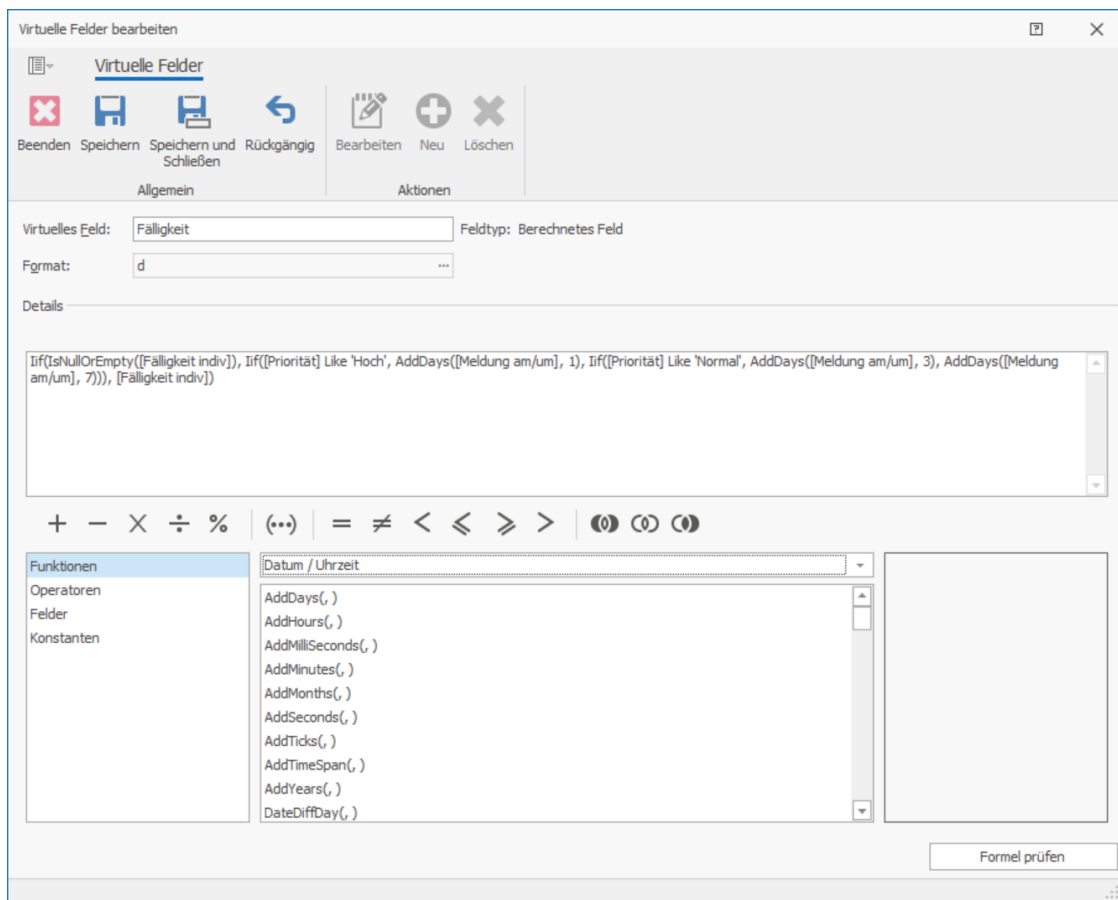 Virtuelle Felder bearbeiten
Virtuelle Felder
Beenden Speichern Speichern und Schließen Rückgängig Bearbeiten Neu Löschen
Allgemein Aktionen
Virtuelles Feld: Fälligkeit Feldtyp: Berechnetes Feld
Format: d ...
Details
Iif(IsNullOrEmpty([Fälligkeit indiv]), Iif([Priorität] Like 'Hoch', AddDays([Meldung am/um], 1), Iif([Priorität] Like 'Normal', AddDays([Meldung am/um], 3), AddDays([Meldung
am/um], 7))), [Fälligkeit indiv])
+ − × ÷ % (•••) = ≠ < ⩽ ⩾ >
Funktionen
Operatoren
Felder
Konstanten
Datum / Uhrzeit
AddDays(, )
AddHours(, )
AddMilliSeconds(, )
AddMinutes(, )
AddMonths(, )
AddSeconds(, )
AddTicks(, )
AddTimeSpan(, )
AddYears(, )
DateDiffDay(, )
Formel prüfen